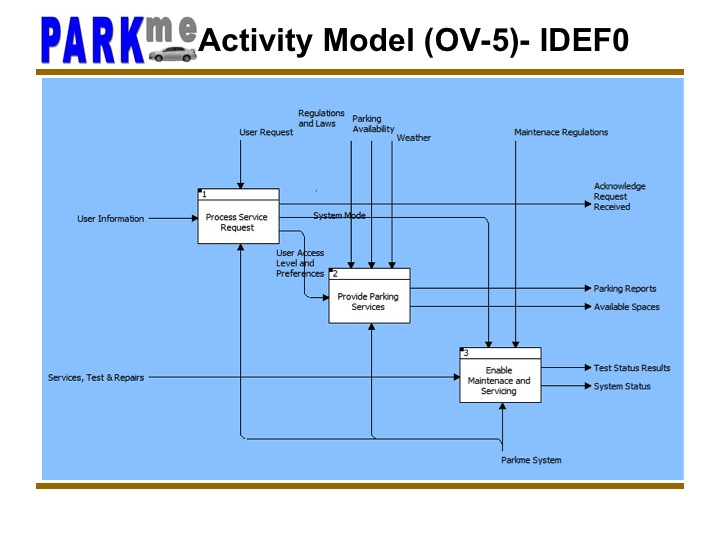 PARKme
Activity Model (OV-5)- IDEF0
Regulations
and Laws
Parking
Availability
User Request
Weather
Maintenace Regulations
1
Process Service
Request
User Information
System Mode
Acknowledge
Request
Received
User Access
Level and
Preferences
2
Provide Parking
Services
Parking Reports
Available Spaces
3
Enable
Maintenace and
Servicing
Services, Test & Repairs
Test Status Results
System Status
Parkme System